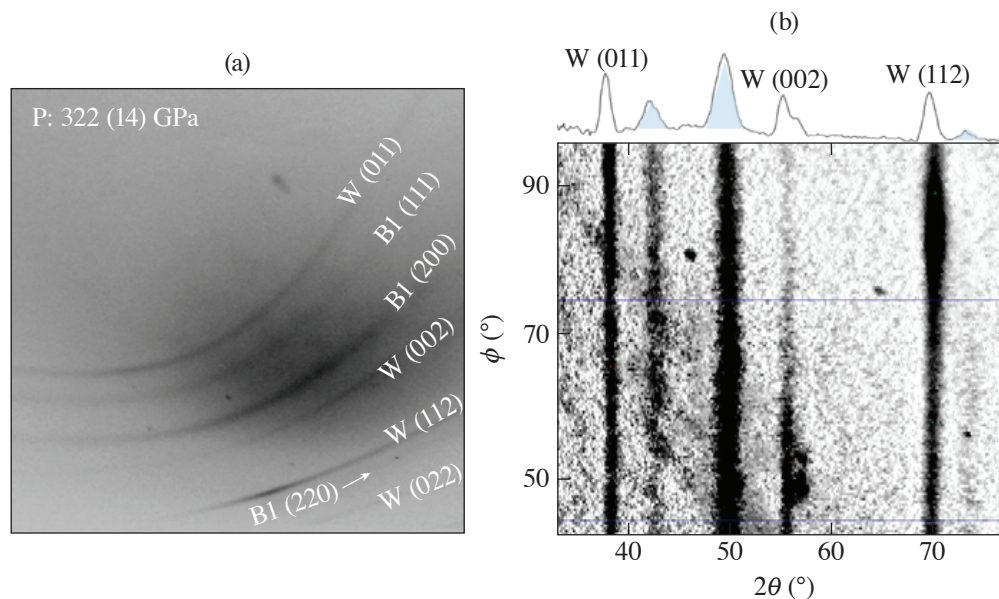 (a)
P: 322 (14) GPa
W (011)
B1 (111)
B1 (200)
W (002)
W (112)
B1 (220) →
W (022)
(b)
W (011)
W (002)
W (112)
90
70
50
ϕ (°)
40
50
60
70
2θ (°)